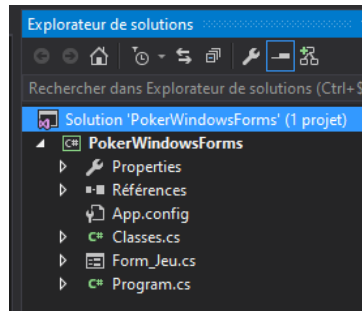 Explorateur de solutions
Rechercher dans Explorateur de solutions (Ctrl+$
Solution 'PokerWindowsForms' (1 projet)
C# PokerWindowsForms
Properties
Références
App.config
C# Classes.cs
Form_Jeu.cs
C# Program.cs